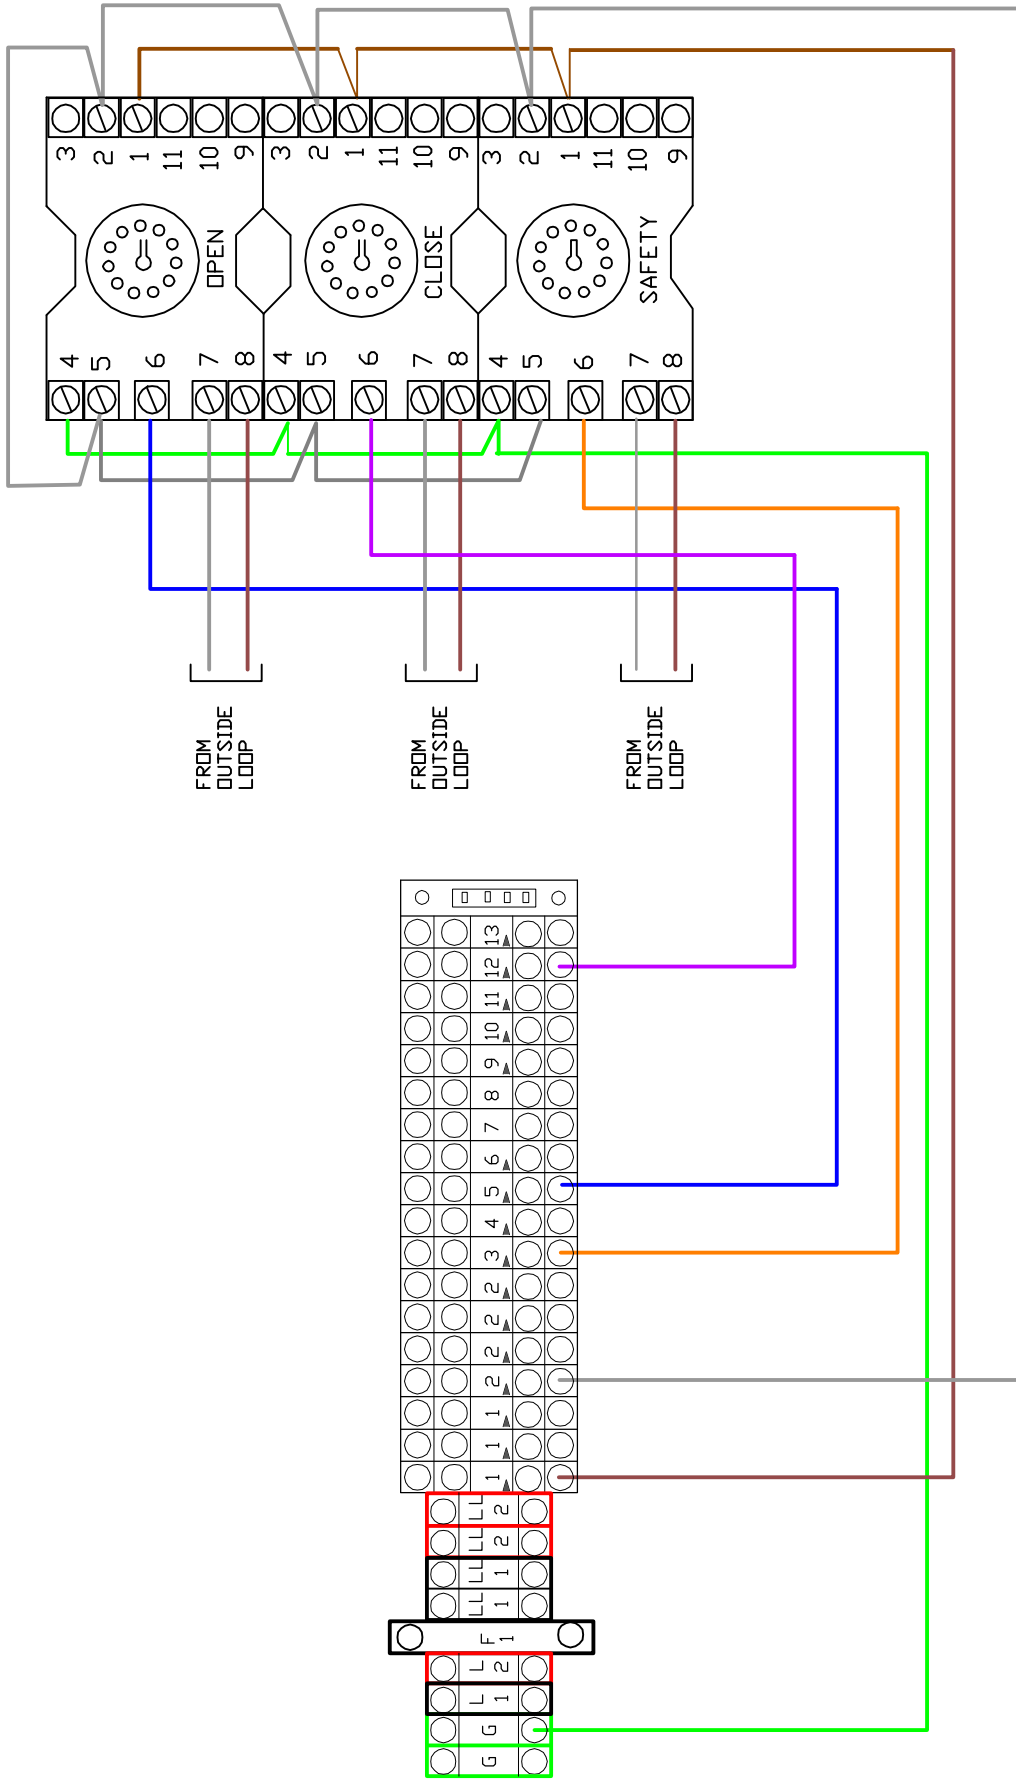 3 2 1 11 10 9 3 2 1 11 10 9 3 2 1 11 10 9
OPEN
CLOSE
SAFETY
4 5 6 7 8 4 5 6 7 8 4 5 6 7 8
FROM
OUTSIDE
LOOP
FROM
OUTSIDE
LOOP
FROM
OUTSIDE
LOOP
13
12
11
10
9
8
7
6
5
4
3
2
2
2
2
1
1
1
LL 2
LL 2
LL 1
LL 1
F 1
L 2
L 1
G
G